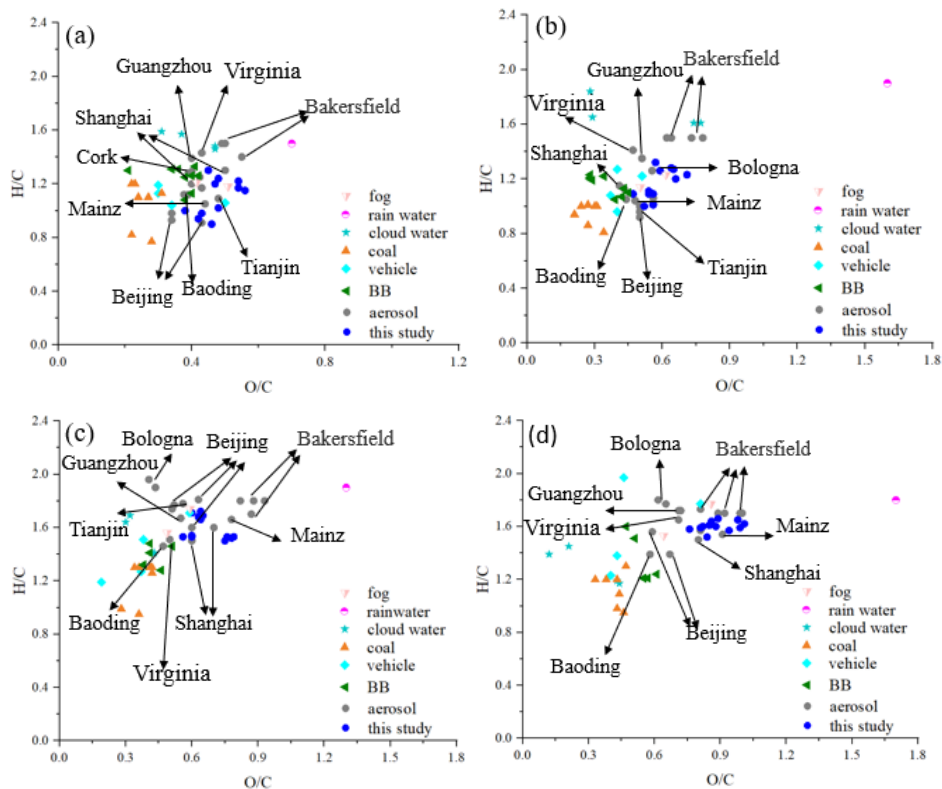 (a)
2.4
2.0
1.6
1.2
0.8
0.4
0.0
H/C
Guangzhou
Virginia
Shanghai
Bakersfield
Cork
Mainz
Tianjin
Beijing
Baoding
fog
rain water
cloud water
coal
vehicle
BB
aerosol
this study
0.0 0.4 0.8 1.2
O/C
(b)
2.4
2.0
1.6
1.2
0.8
0.4
0.0
H/C
Guangzhou
Bakersfield
Virginia
Shanghai
Bologna
Mainz
Baoding
Beijing
Tianjin
fog
rain water
cloud water
coal
vehicle
BB
aerosol
this study
0.0 0.3 0.6 0.9 1.2 1.5 1.8
O/C
(c)
2.4
2.0
1.6
1.2
0.8
0.4
0.0
H/C
Bologna
Beijing
Bakersfield
Guangzhou
Tianjin
Mainz
Baoding
Shanghai
Virginia
fog
rainwater
cloud water
coal
vehicle
BB
aerosol
this study
0.0 0.3 0.6 0.9 1.2 1.5 1.8
O/C
(d)
2.4
2.0
1.6
1.2
0.8
0.4
0.0
H/C
Bologna
Bakersfield
Guangzhou
Virginia
Mainz
Shanghai
Beijing
Baoding
fog
rain water
cloud water
coal
vehicle
BB
aerosol
this study
0.0 0.3 0.6 0.9 1.2 1.5 1.8
O/C